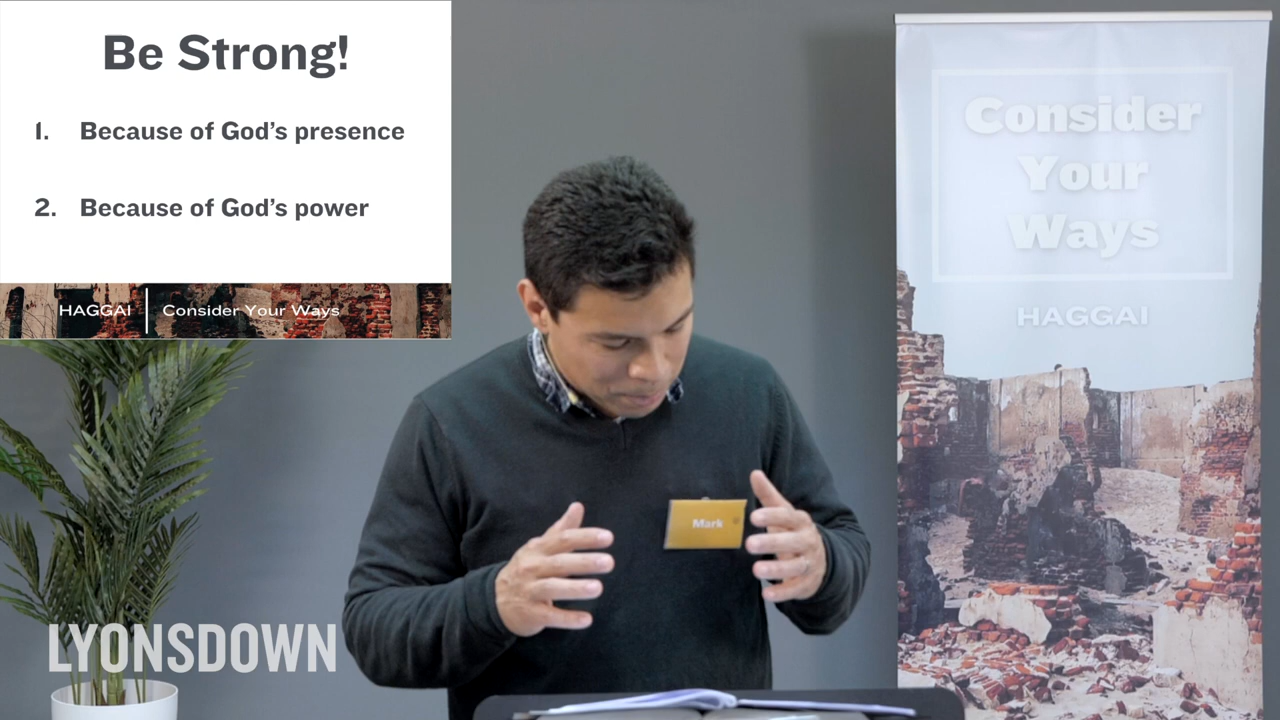 Be Strong!
1. Because of God's presence
2. Because of God's power
HAGGAI | Consider Your Ways
Consider
Your
Ways
HAGGAI
Mark
LYONSDOWN